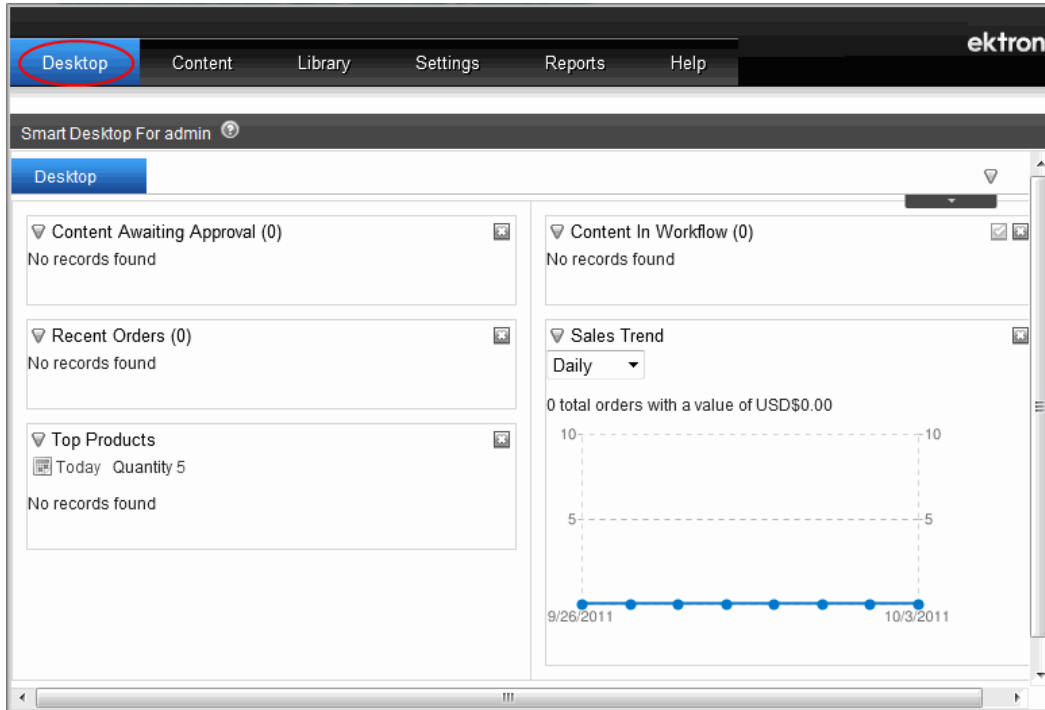 ektron
Desktop Content Library Settings Reports Help
Smart Desktop For admin ?
Desktop
Content Awaiting Approval (0)
No records found
Recent Orders (0)
No records found
Top Products
Today Quantity 5
No records found
Content In Workflow (0)
No records found
Sales Trend
Daily
0 total orders with a value of USD$0.00
10 10
5 5
9/26/2011 10/3/2011